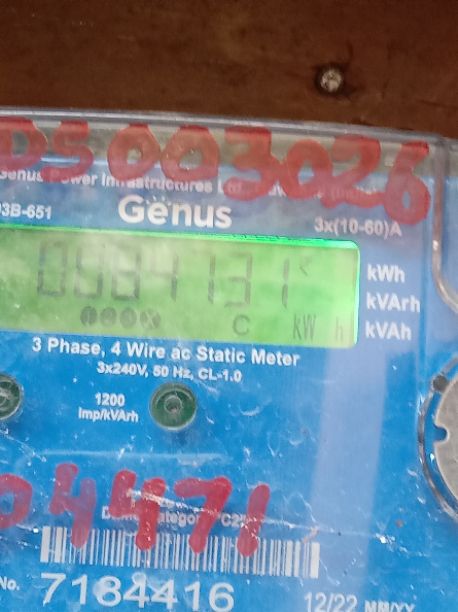 DS003026
Genus Power Infrastructures Ltd.
3B-651
Genus
3x(10-60)A
kWh
kVArh
kVAh
C kW h
3 Phase, 4 Wire ac Static Meter
3x240V, 50 Hz, CL-1.0
1200
Imp/kVArh
04471
No. 7184416
12/22